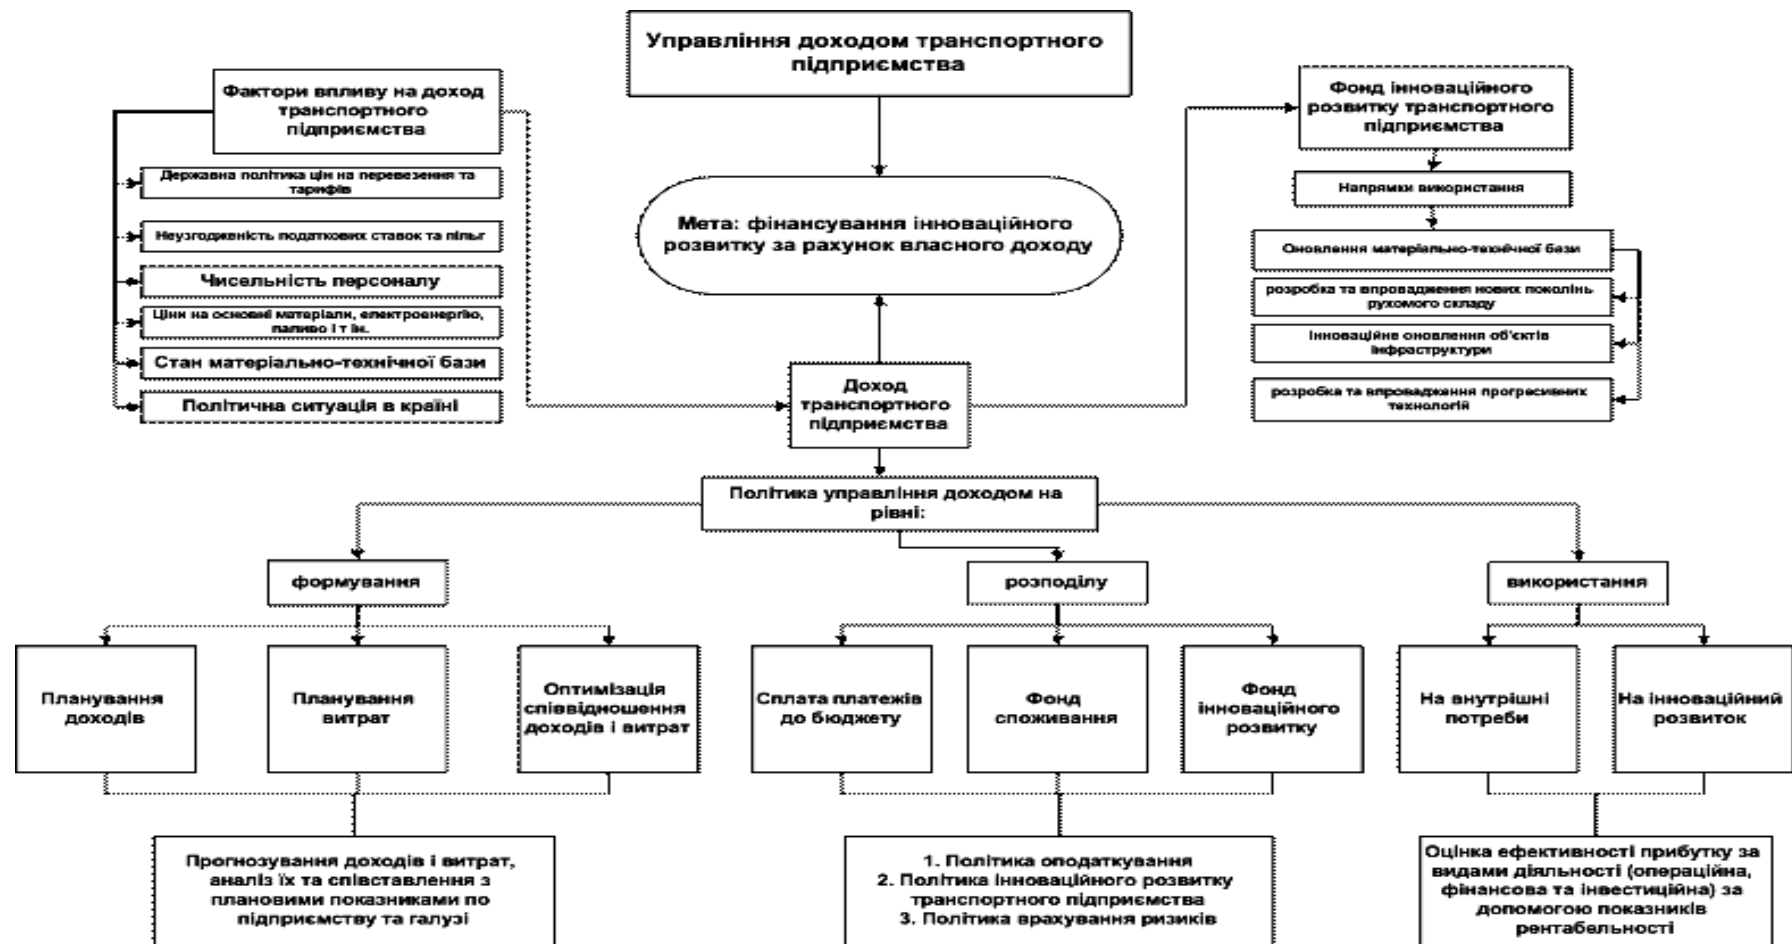 Управління доходом транспортного
підприємства
Фактори впливу на доход
транспортного
підприємства
Державна політика цін на перевезення та
тарифів
Неузгодженість податкових ставок та пільг
Чисельність персоналу
Ціни на основні матеріали, електроенергію,
паливо і т ін.
Стан матеріально-технічної бази
Політична ситуація в країні
Мета: фінансування інноваційного
розвитку за рахунок власного доходу
Доход
транспортного
підприємства
Фонд інноваційного
розвитку транспортного
підприємства
Напрямки використання
Оновлення матеріально-технічної бази
розробка та впровадження нових поколінь
рухомого складу
Інноваційне оновлення об'єктів
інфраструктури
розробка та впровадження прогресивних
технологій
Політика управління доходом на
рівні:
формування
розподілу
використання
Планування
доходів
Планування
витрат
Оптимізація
співвідношення
доходів і витрат
Сплата платежів
до бюджету
Фонд
споживання
Фонд
інноваційного
розвитку
На внутрішні
потреби
На інноваційний
розвиток
Прогнозування доходів і витрат,
аналіз їх та співставлення з
плановими показниками по
підприємству та галузі
1. Політика оподаткування
2. Політика інноваційного розвитку
транспортного підприємства
3. Політика врахування ризиків
Оцінка ефективності прибутку за
видами діяльності (операційна,
фінансова та інвестиційна) за
допомогою показників
рентабельності